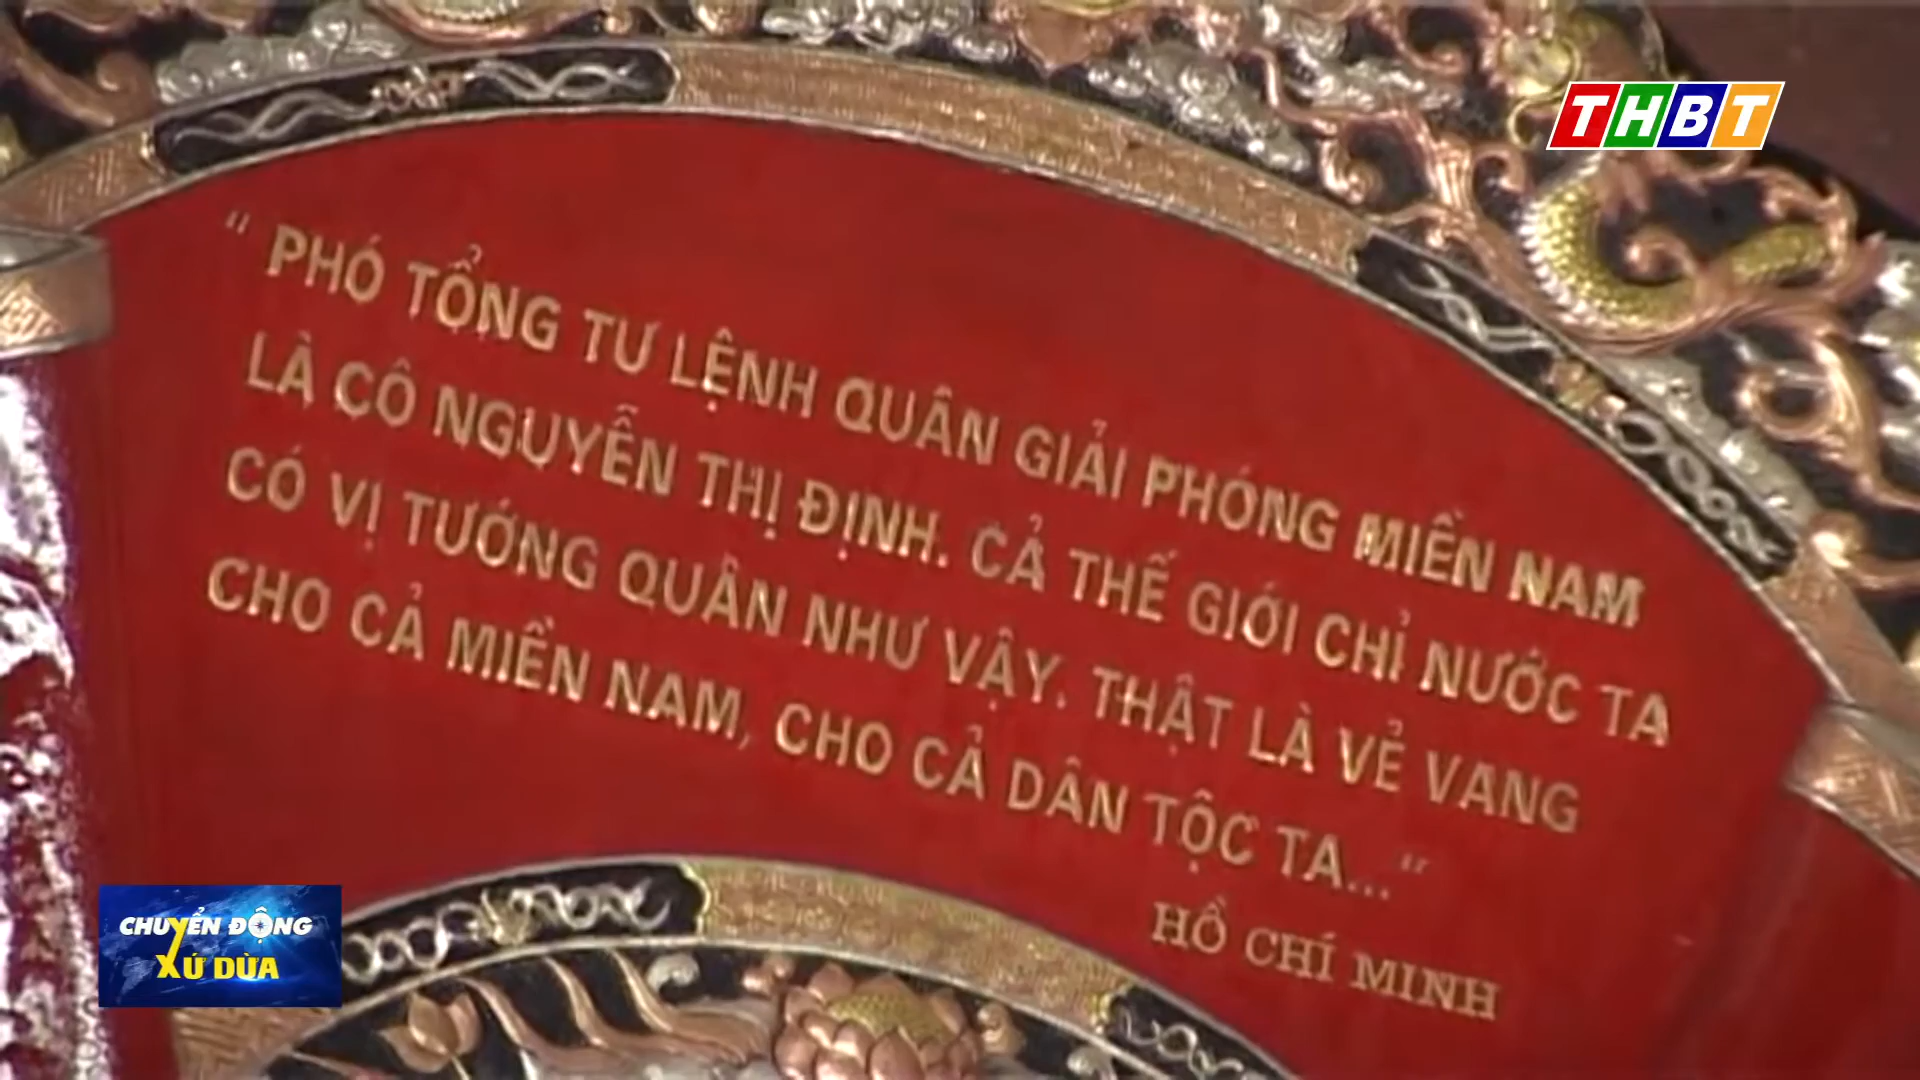 THBT
“ PHÓ TỔNG TƯ LỆNH QUÂN GIẢI PHÓNG MIỀN NAM
LÀ CÔ NGUYỄN THỊ ĐỊNH. CẢ THẾ GIỚI CHỈ NƯỚC TA
CÓ VỊ TƯỚNG QUÂN NHƯ VẬY. THẬT LÀ VẺ VANG
CHO CẢ MIỀN NAM, CHO CẢ DÂN TỘC TA...“
HỒ CHÍ MINH
CHUYỂN ĐỘNG
XỨ DỪA